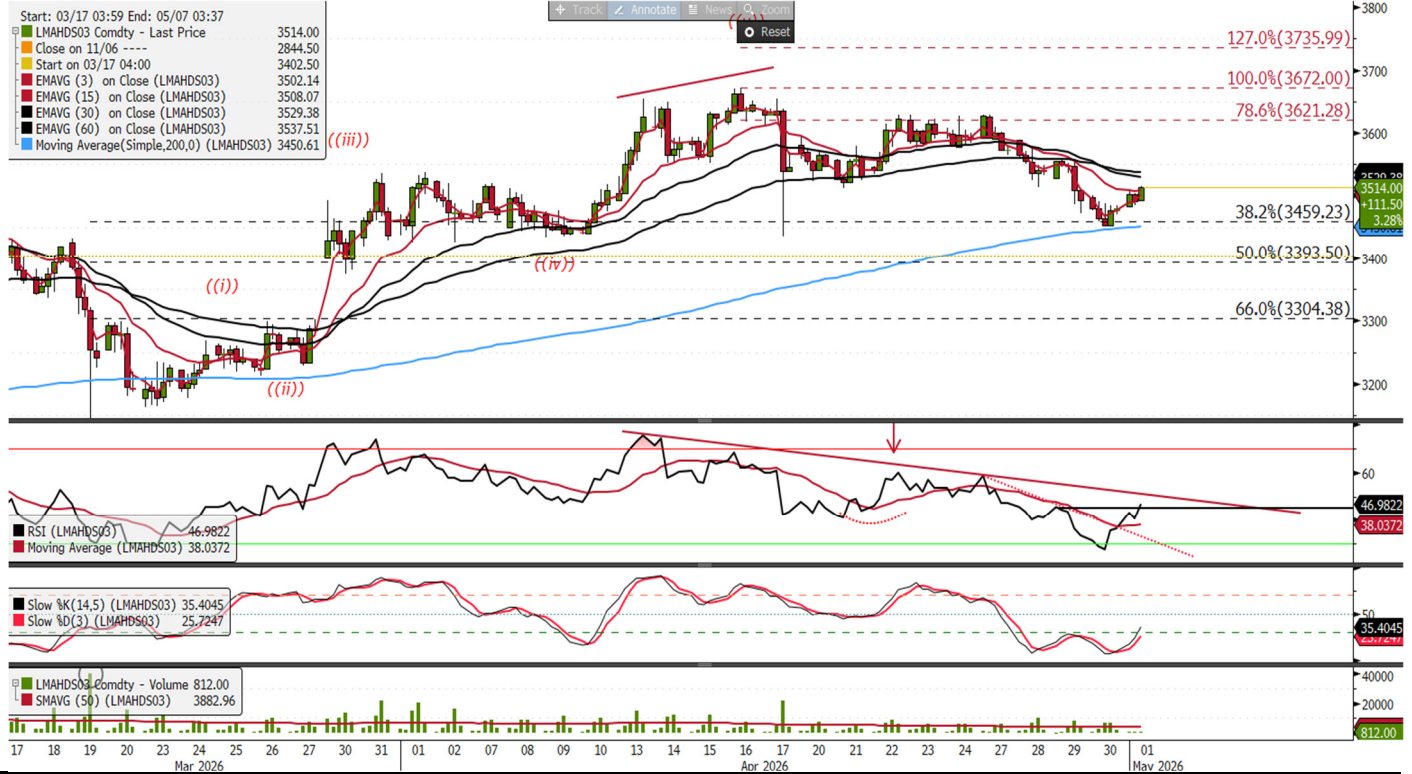 Track Annotate News Zoom
Reset
Start: 03/17 03:59 End: 05/07 03:37
LMAHDS03 Comdty - Last Price 3514.00
Close on 11/06 ---- 2844.50
Start on 03/17 04:00 3402.50
EMAVG (3) on Close (LMAHDS03) 3502.14
EMAVG (15) on Close (LMAHDS03) 3508.07
EMAVG (30) on Close (LMAHDS03) 3529.38
EMAVG (60) on Close (LMAHDS03) 3537.51
Moving Average(Simple,200,0) (LMAHDS03) 3450.61
((iii))
((i))
((ii))
((iv))
127.0%(3735.99)
100.0%(3672.00)
78.6%(3621.28)
38.2%(3459.23)
50.0%(3393.50)
66.0%(3304.38)
3800
3700
3600
3529.38
3514.00
+111.50
3.28%
3400
3300
3200
RSI (LMAHDS03) 46.9822
Moving Average (LMAHDS03) 38.0372
60
46.9822
38.0372
Slow %K(14,5) (LMAHDS03) 35.4045
Slow %D(3) (LMAHDS03) 25.7247
50
35.4045
25.7247
LMAHDS03 Comdty - Volume 812.00
SMAVG (50) (LMAHDS03) 3882.96
40000
20000
812.00
17 18 19 20 23 24 25 26 27 30 31 01 02 07 08 09 10 13 14 15 16 17 20 21 22 23 24 27 28 29 30 01
Mar 2026 Apr 2026 May 2026